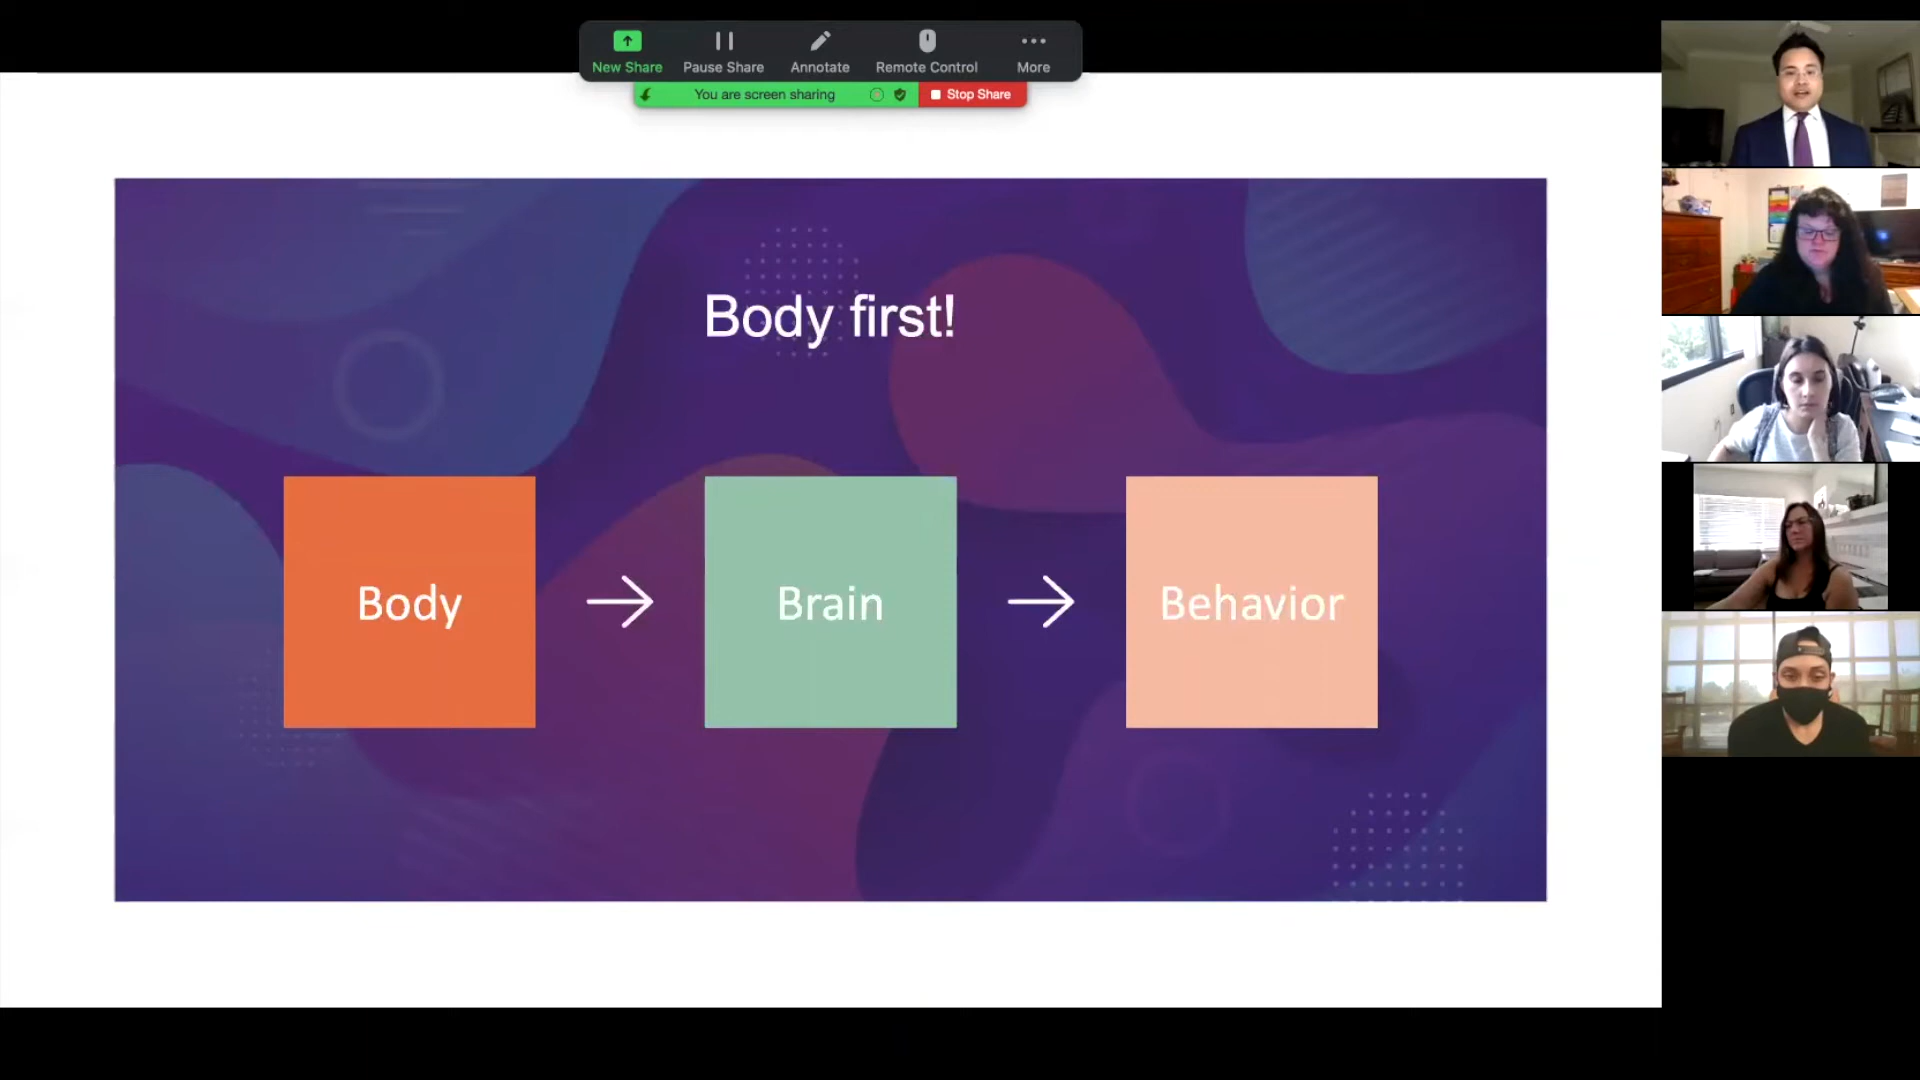 New Share
Pause Share
Annotate
Remote Control
More
You are screen sharing
Stop Share
Body first!
Body
Brain
Behavior